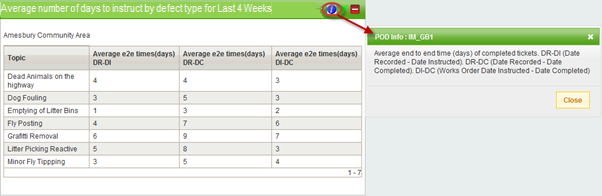 Average number of days to instruct by defect type for Last 4 Weeks
Amesbury Community Area
Topic Average e2e times(days) DR-DI Average e2e times(days) DR-DC Average e2e times(days) DI-DC
Dead Animals on the highway 4 4 3
Dog Fouling 3 5 3
Emptying of Litter Bins 1 3 2
Fly Posting 4 7 6
Grafitti Removal 6 9 7
Litter Picking Reactive 5 8 3
Minor Fly Tippping 3 5 4
1 - 7
POD Info : IM_GB1
Average end to end time (days) of completed tickets. DR-DI (Date
Recorded - Date Instructed). DR-DC (Date Recorded - Date
Completed). DI-DC (Works Order Date Instructed - Date Completed)
Close